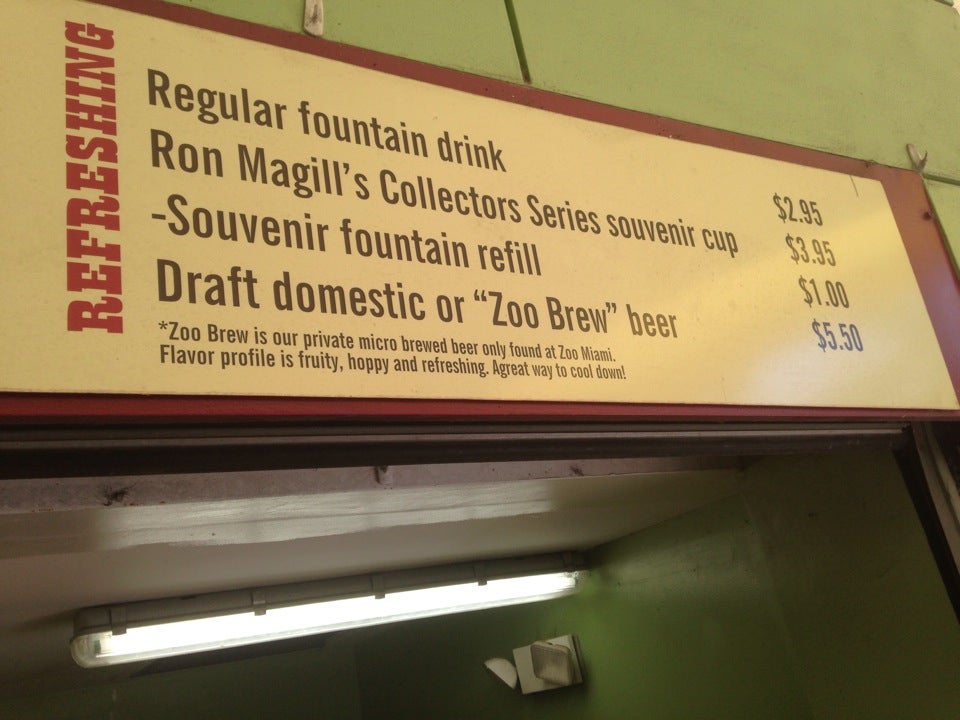 REFRESHING
Regular fountain drink $2.95
Ron Magill's Collectors Series souvenir cup $3.95
-Souvenir fountain refill $1.00
Draft domestic or "Zoo Brew" beer $5.50
*Zoo Brew is our private micro brewed beer only found at Zoo Miami.
Flavor profile is fruity, hoppy and refreshing. Agreat way to cool down!